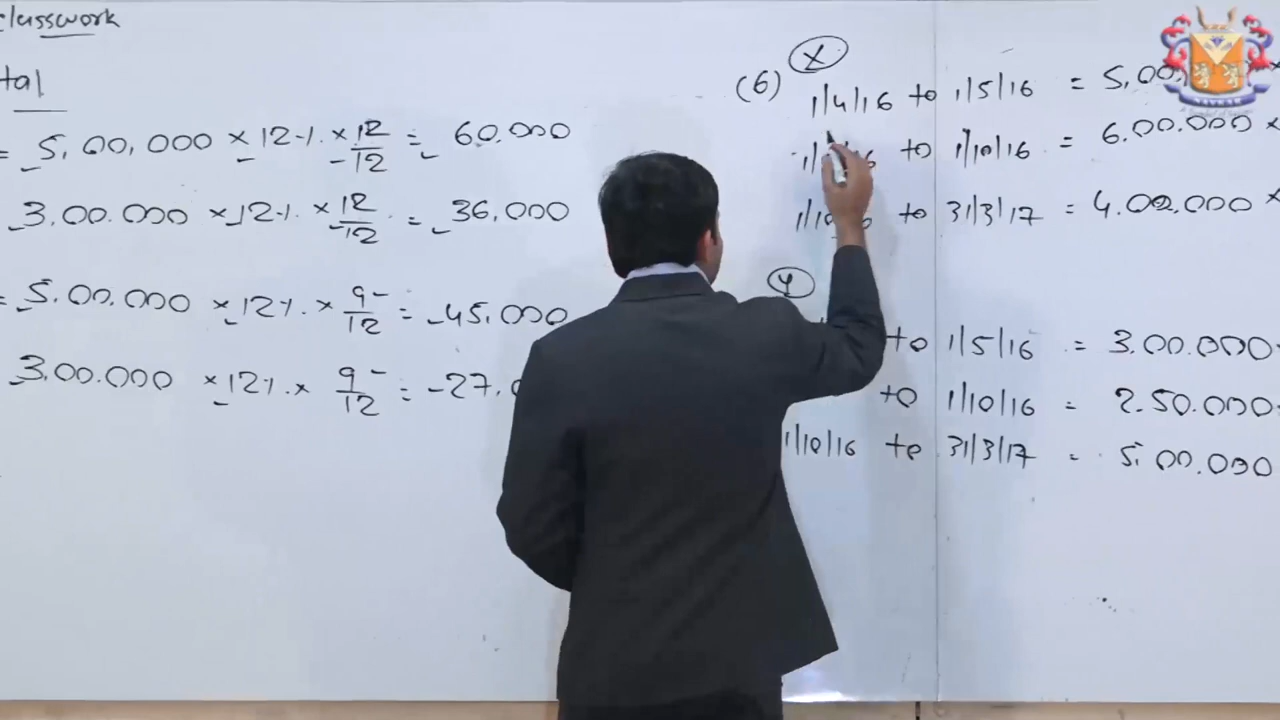 classwork
tal
= 5,00,000 × 12% × 12/12 = 60.000
3.00.000 × 12% × 12/12 = 36,000
= 5.00.000 × 12% × 9/12 = 45,000
3,00.000 × 12% × 9/12 = 27,
(6) X
1/4/16 to 1/5/16 = 5,00,
to 1/10/16 = 6.00.000 ×
to 31/3/17 = 4.00.000 ×
Y
to 1/5/16 = 3.00.000
to 1/10/16 = 2.50.000
1/10/16 to 31/3/17 = 5,00.000